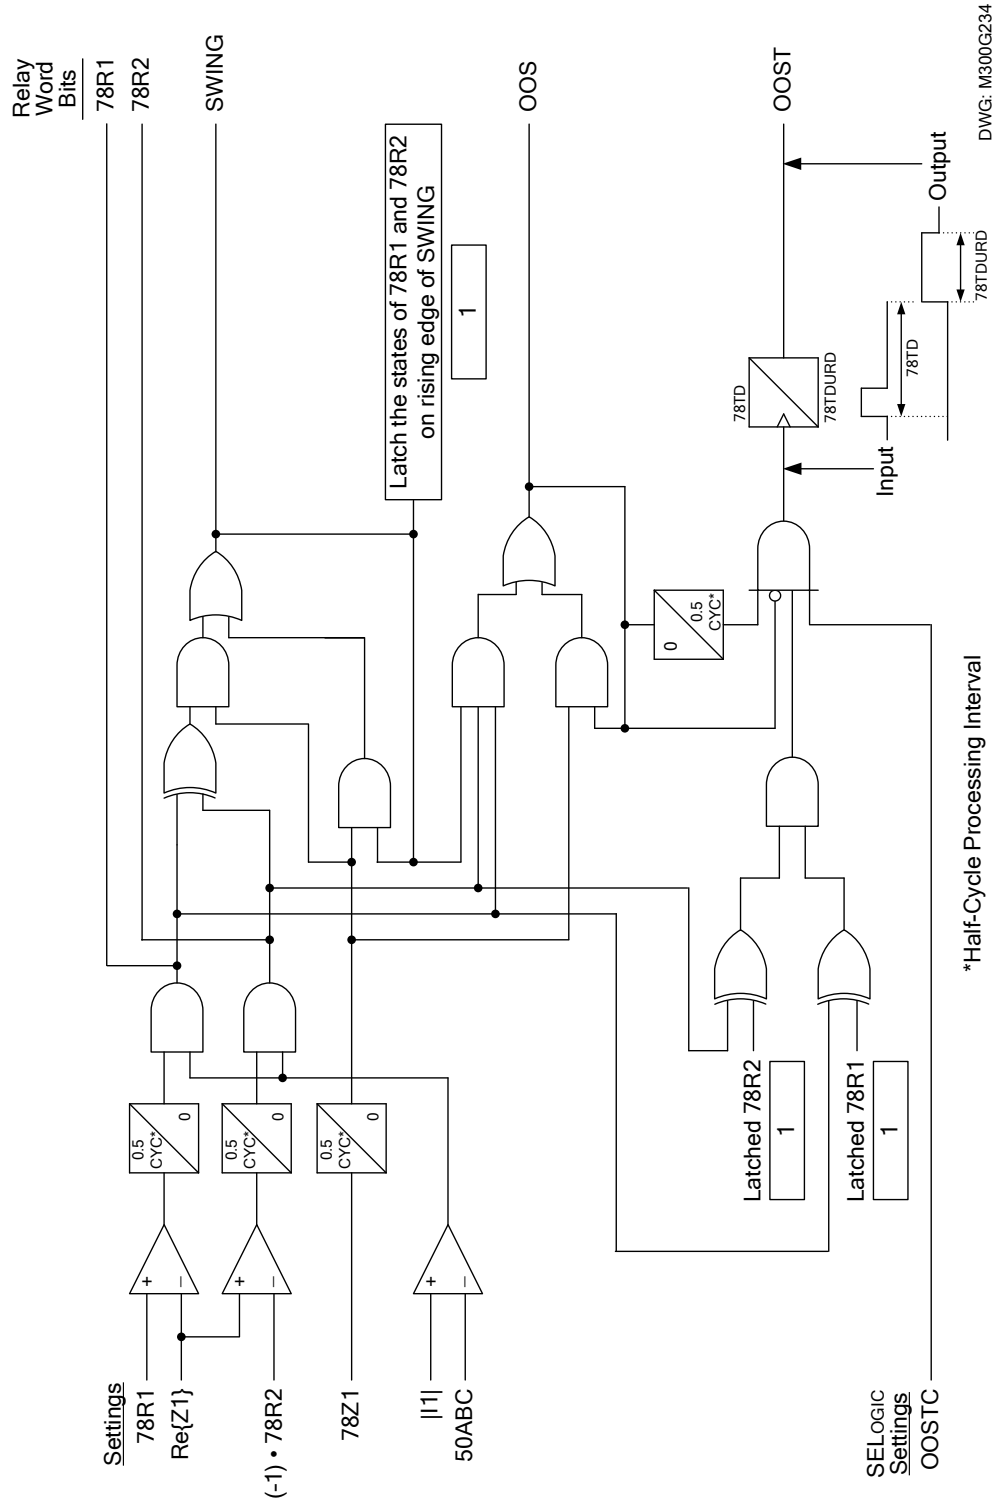 Relay
Word
Bits
78R1
78R2
SWING
OOS
OOST
Latch the states of 78R1 and 78R2
on rising edge of SWING
1
Settings
78R1
Re{Z1}
(-1) • 78R2
78Z1
|I1|
50ABC
+
–
+
–
+
–
0.5
CYC*
0
0.5
CYC*
0
0.5
CYC*
0
0
0.5
CYC*
78TD
78TDURD
Latched 78R2
1
Latched 78R1
1
SELOGIC
Settings
OOSTC
Input
78TD
78TDURD
Output
*Half-Cycle Processing Interval
DWG: M300G234